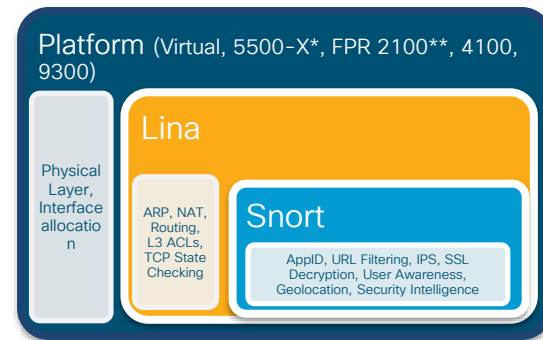 Platform (Virtual, 5500-X*, FPR 2100**, 4100,
9300)
Lina
Physical
Layer,
Interface
allocatio
n
ARP, NAT,
Routing,
L3 ACLs,
TCP State
Checking
Snort
AppID, URL Filtering, IPS, SSL
Decryption, User Awareness,
Geolocation, Security Intelligence